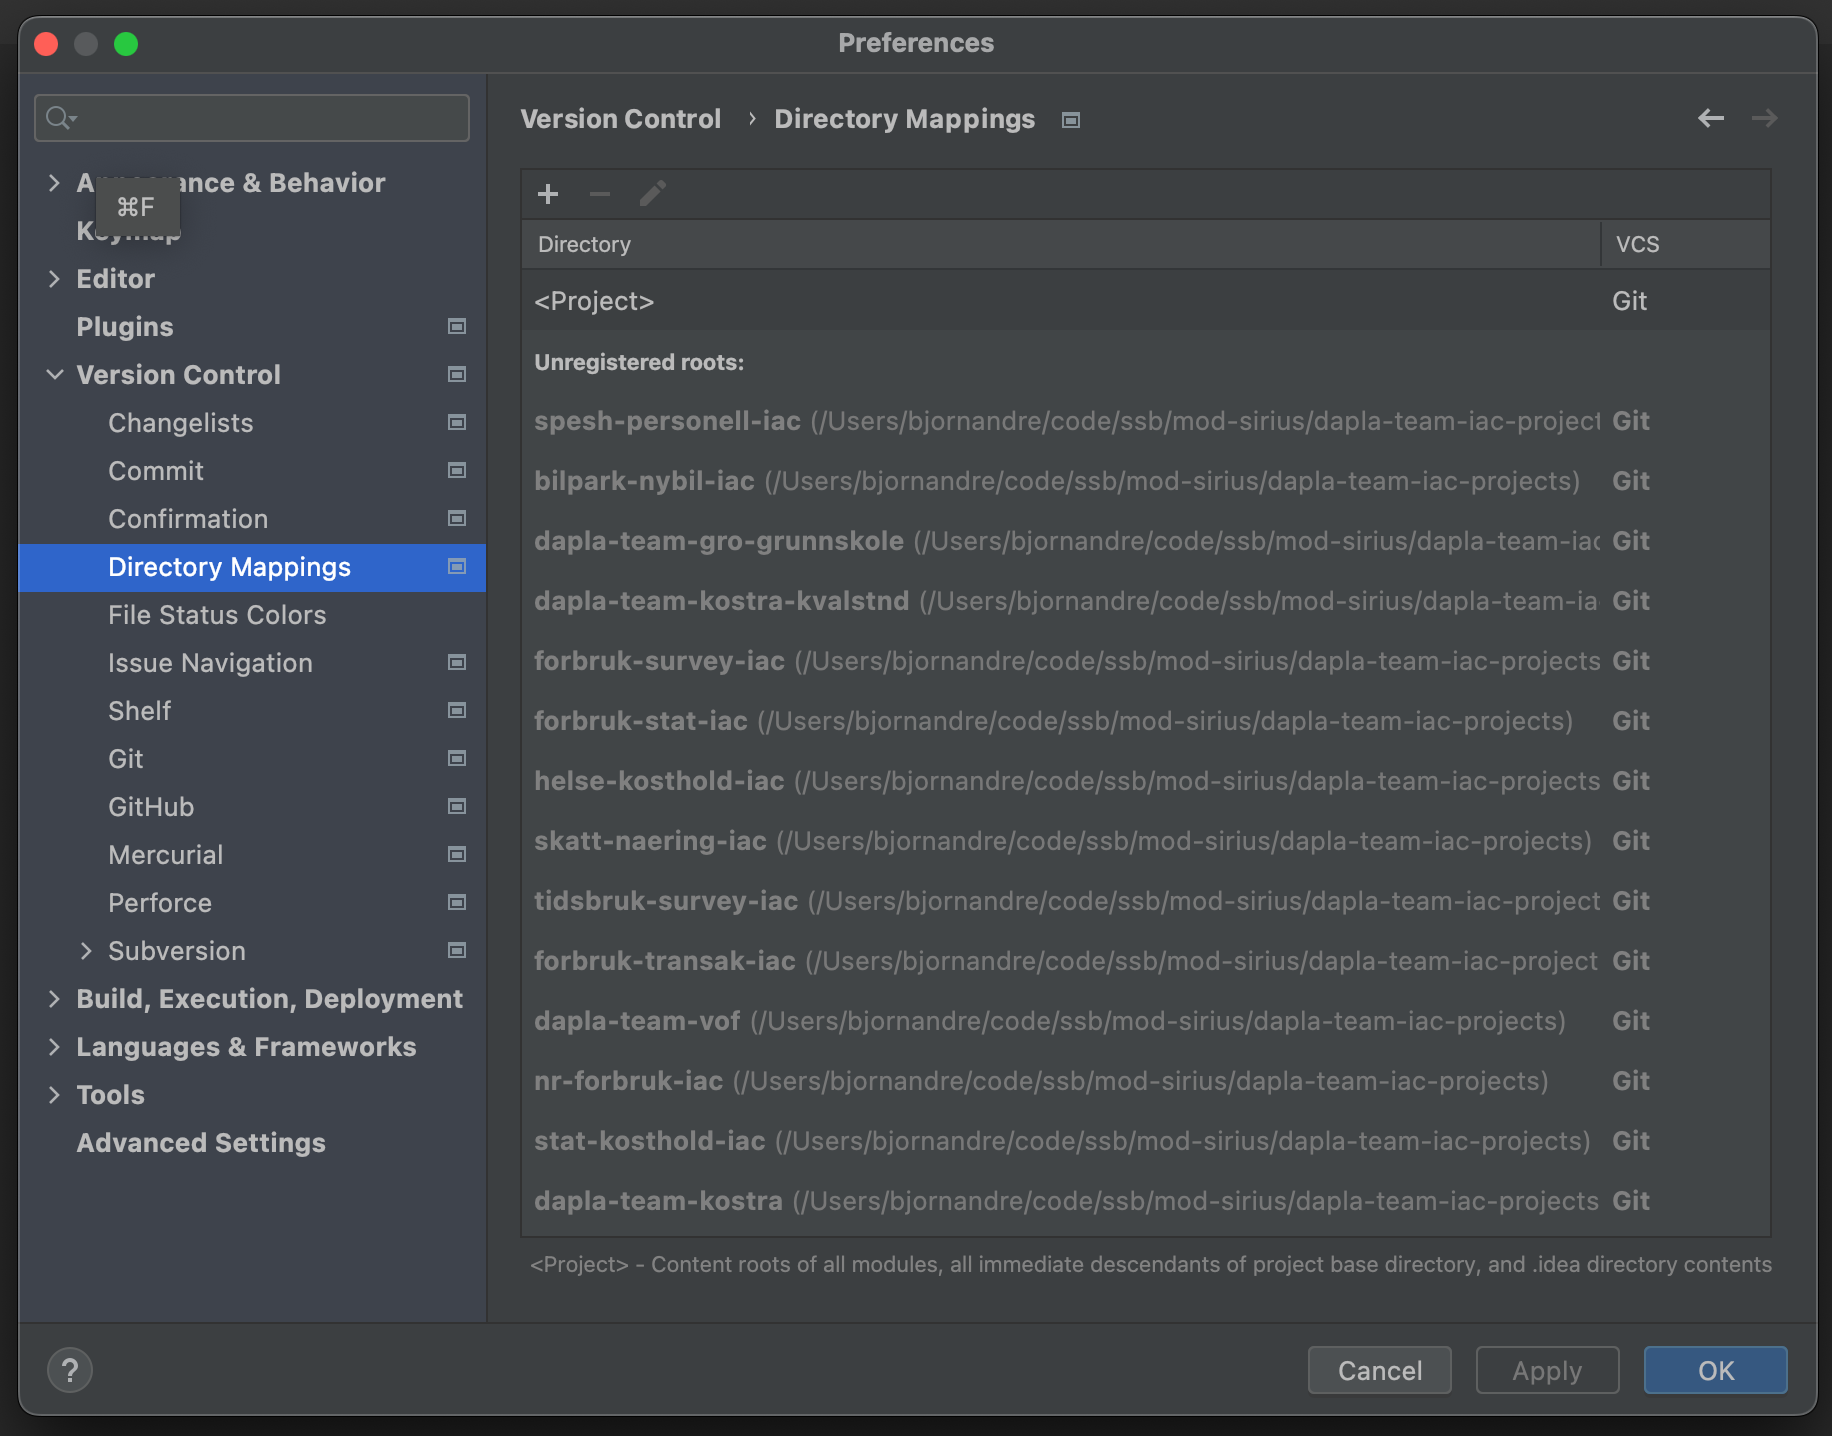 Preferences
Version Control › Directory Mappings
Appearance & Behavior
⌘F
Keymap
Editor
Plugins
Version Control
Changelists
Commit
Confirmation
Directory Mappings
File Status Colors
Issue Navigation
Shelf
Git
GitHub
Mercurial
Perforce
Subversion
Build, Execution, Deployment
Languages & Frameworks
Tools
Advanced Settings
Directory VCS
<Project> Git
Unregistered roots:
spesh-personell-iac (/Users/bjornandre/code/ssb/mod-sirius/dapla-team-iac-project Git
bilpark-nybil-iac (/Users/bjornandre/code/ssb/mod-sirius/dapla-team-iac-projects) Git
dapla-team-gro-grunnskole (/Users/bjornandre/code/ssb/mod-sirius/dapla-team-iac Git
dapla-team-kostra-kvalstnd (/Users/bjornandre/code/ssb/mod-sirius/dapla-team-ia Git
forbruk-survey-iac (/Users/bjornandre/code/ssb/mod-sirius/dapla-team-iac-projects Git
forbruk-stat-iac (/Users/bjornandre/code/ssb/mod-sirius/dapla-team-iac-projects) Git
helse-kosthold-iac (/Users/bjornandre/code/ssb/mod-sirius/dapla-team-iac-projects Git
skatt-naering-iac (/Users/bjornandre/code/ssb/mod-sirius/dapla-team-iac-projects) Git
tidsbruk-survey-iac (/Users/bjornandre/code/ssb/mod-sirius/dapla-team-iac-project Git
forbruk-transak-iac (/Users/bjornandre/code/ssb/mod-sirius/dapla-team-iac-project Git
dapla-team-vof (/Users/bjornandre/code/ssb/mod-sirius/dapla-team-iac-projects) Git
nr-forbruk-iac (/Users/bjornandre/code/ssb/mod-sirius/dapla-team-iac-projects) Git
stat-kosthold-iac (/Users/bjornandre/code/ssb/mod-sirius/dapla-team-iac-projects) Git
dapla-team-kostra (/Users/bjornandre/code/ssb/mod-sirius/dapla-team-iac-projects Git
<Project> - Content roots of all modules, all immediate descendants of project base directory, and .idea directory contents
? Cancel Apply OK